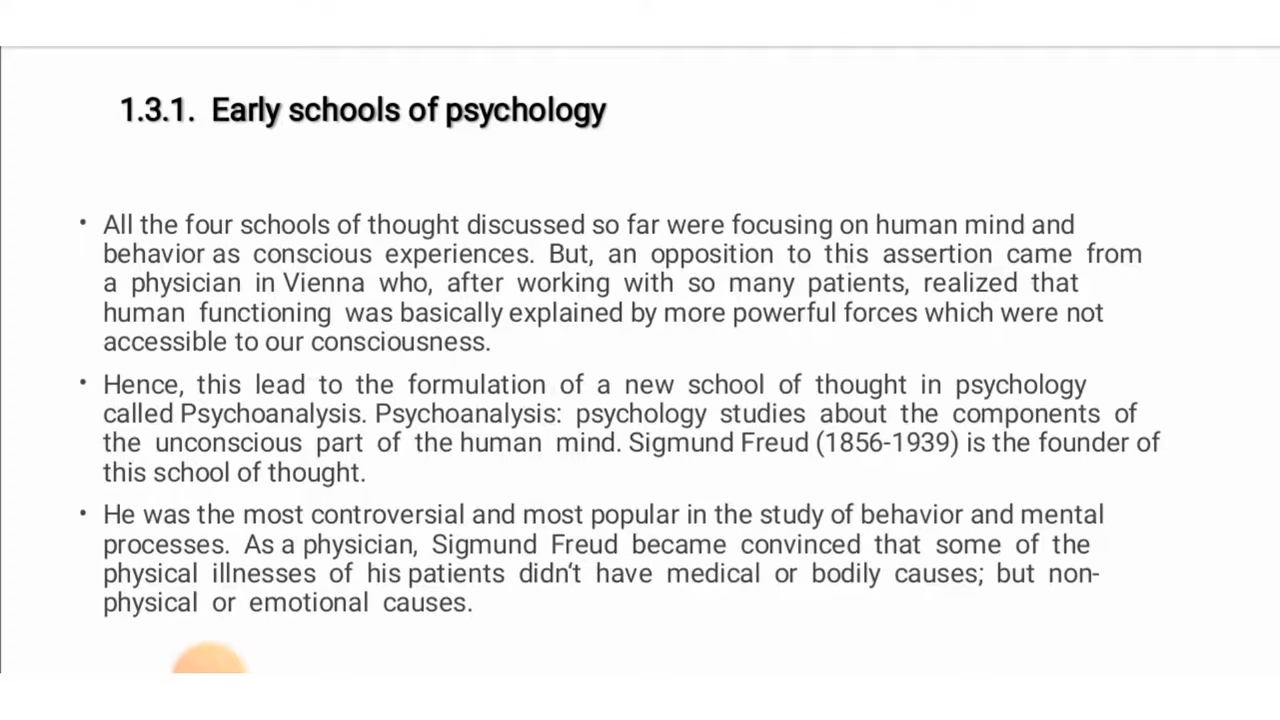 1.3.1. Early schools of psychology
• All the four schools of thought discussed so far were focusing on human mind and
behavior as conscious experiences. But, an opposition to this assertion came from
a physician in Vienna who, after working with so many patients, realized that
human functioning was basically explained by more powerful forces which were not
accessible to our consciousness.
• Hence, this lead to the formulation of a new school of thought in psychology
called Psychoanalysis. Psychoanalysis: psychology studies about the components of
the unconscious part of the human mind. Sigmund Freud (1856-1939) is the founder of
this school of thought.
• He was the most controversial and most popular in the study of behavior and mental
processes. As a physician, Sigmund Freud became convinced that some of the
physical illnesses of his patients didn‘t have medical or bodily causes; but non-
physical or emotional causes.